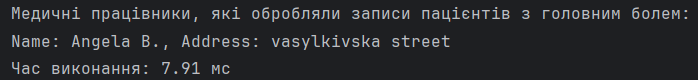 Медичні працівники, які обробляли записи пацієнтів з головним болем:
Name: Angela B., Address: vasylkivska street
Час виконання: 7.91 мс